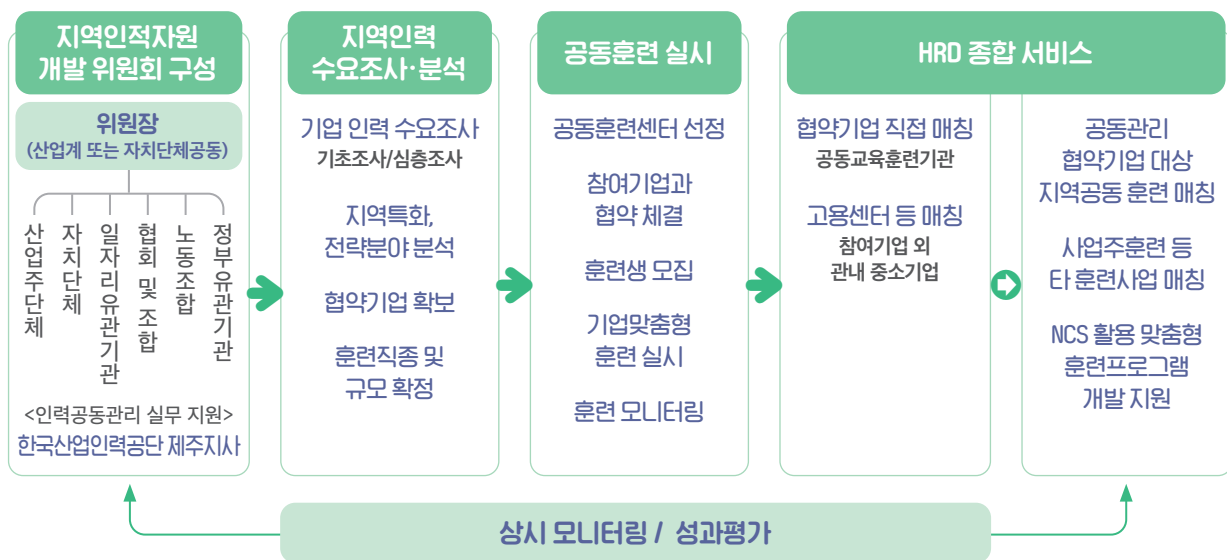 지역인적자원
개발 위원회 구성
위원장
(산업계 또는 자치단체공동)
산업주단체
자치단체
일자리유관기관
협회 및 조합
노동조합
정부유관기관
<인력공동관리 실무 지원>
한국산업인력공단 제주지사
지역인력
수요조사·분석
기업 인력 수요조사
기초조사/심층조사
지역특화,
전략분야 분석
협약기업 확보
훈련직종 및
규모 확정
공동훈련 실시
공동훈련센터 선정
참여기업과
협약 체결
훈련생 모집
기업맞춤형
훈련 실시
훈련 모니터링
HRD 종합 서비스
협약기업 직접 매칭
공동교육훈련기관
고용센터 등 매칭
참여기업 외
관내 중소기업
공동관리
협약기업 대상
지역공동 훈련 매칭
사업주훈련 등
타 훈련사업 매칭
NCS 활용 맞춤형
훈련프로그램
개발 지원
상시 모니터링 / 성과평가